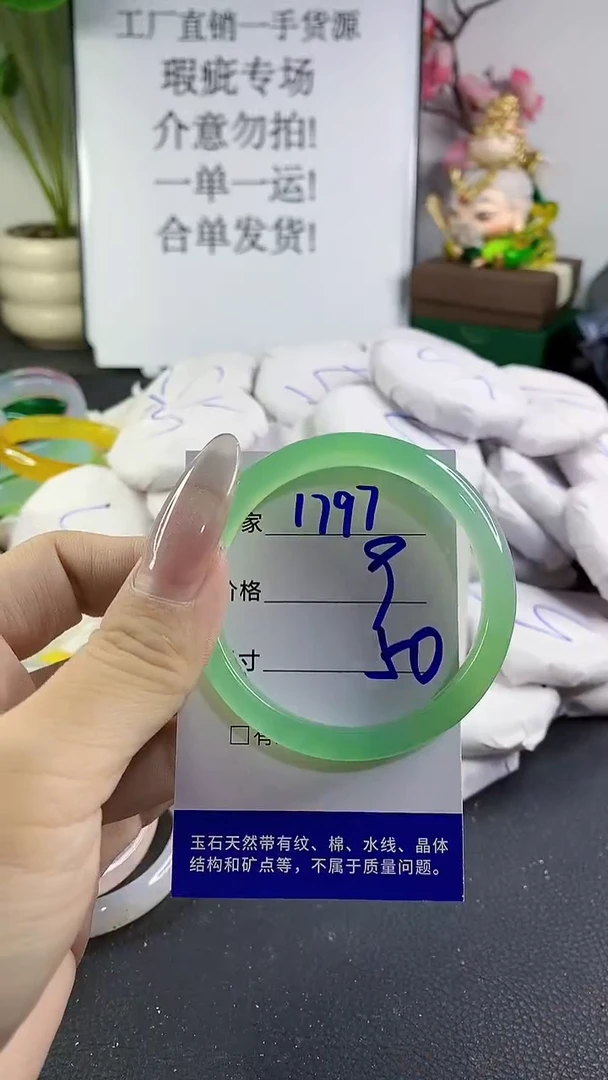 工厂直销一手货源
瑕疵专场
介意勿拍!
一单一运!
合单发货!
家 1797
价格 9
寸 50
□有
玉石天然带有纹、棉、水线、晶体
结构和矿点等，不属于质量问题。